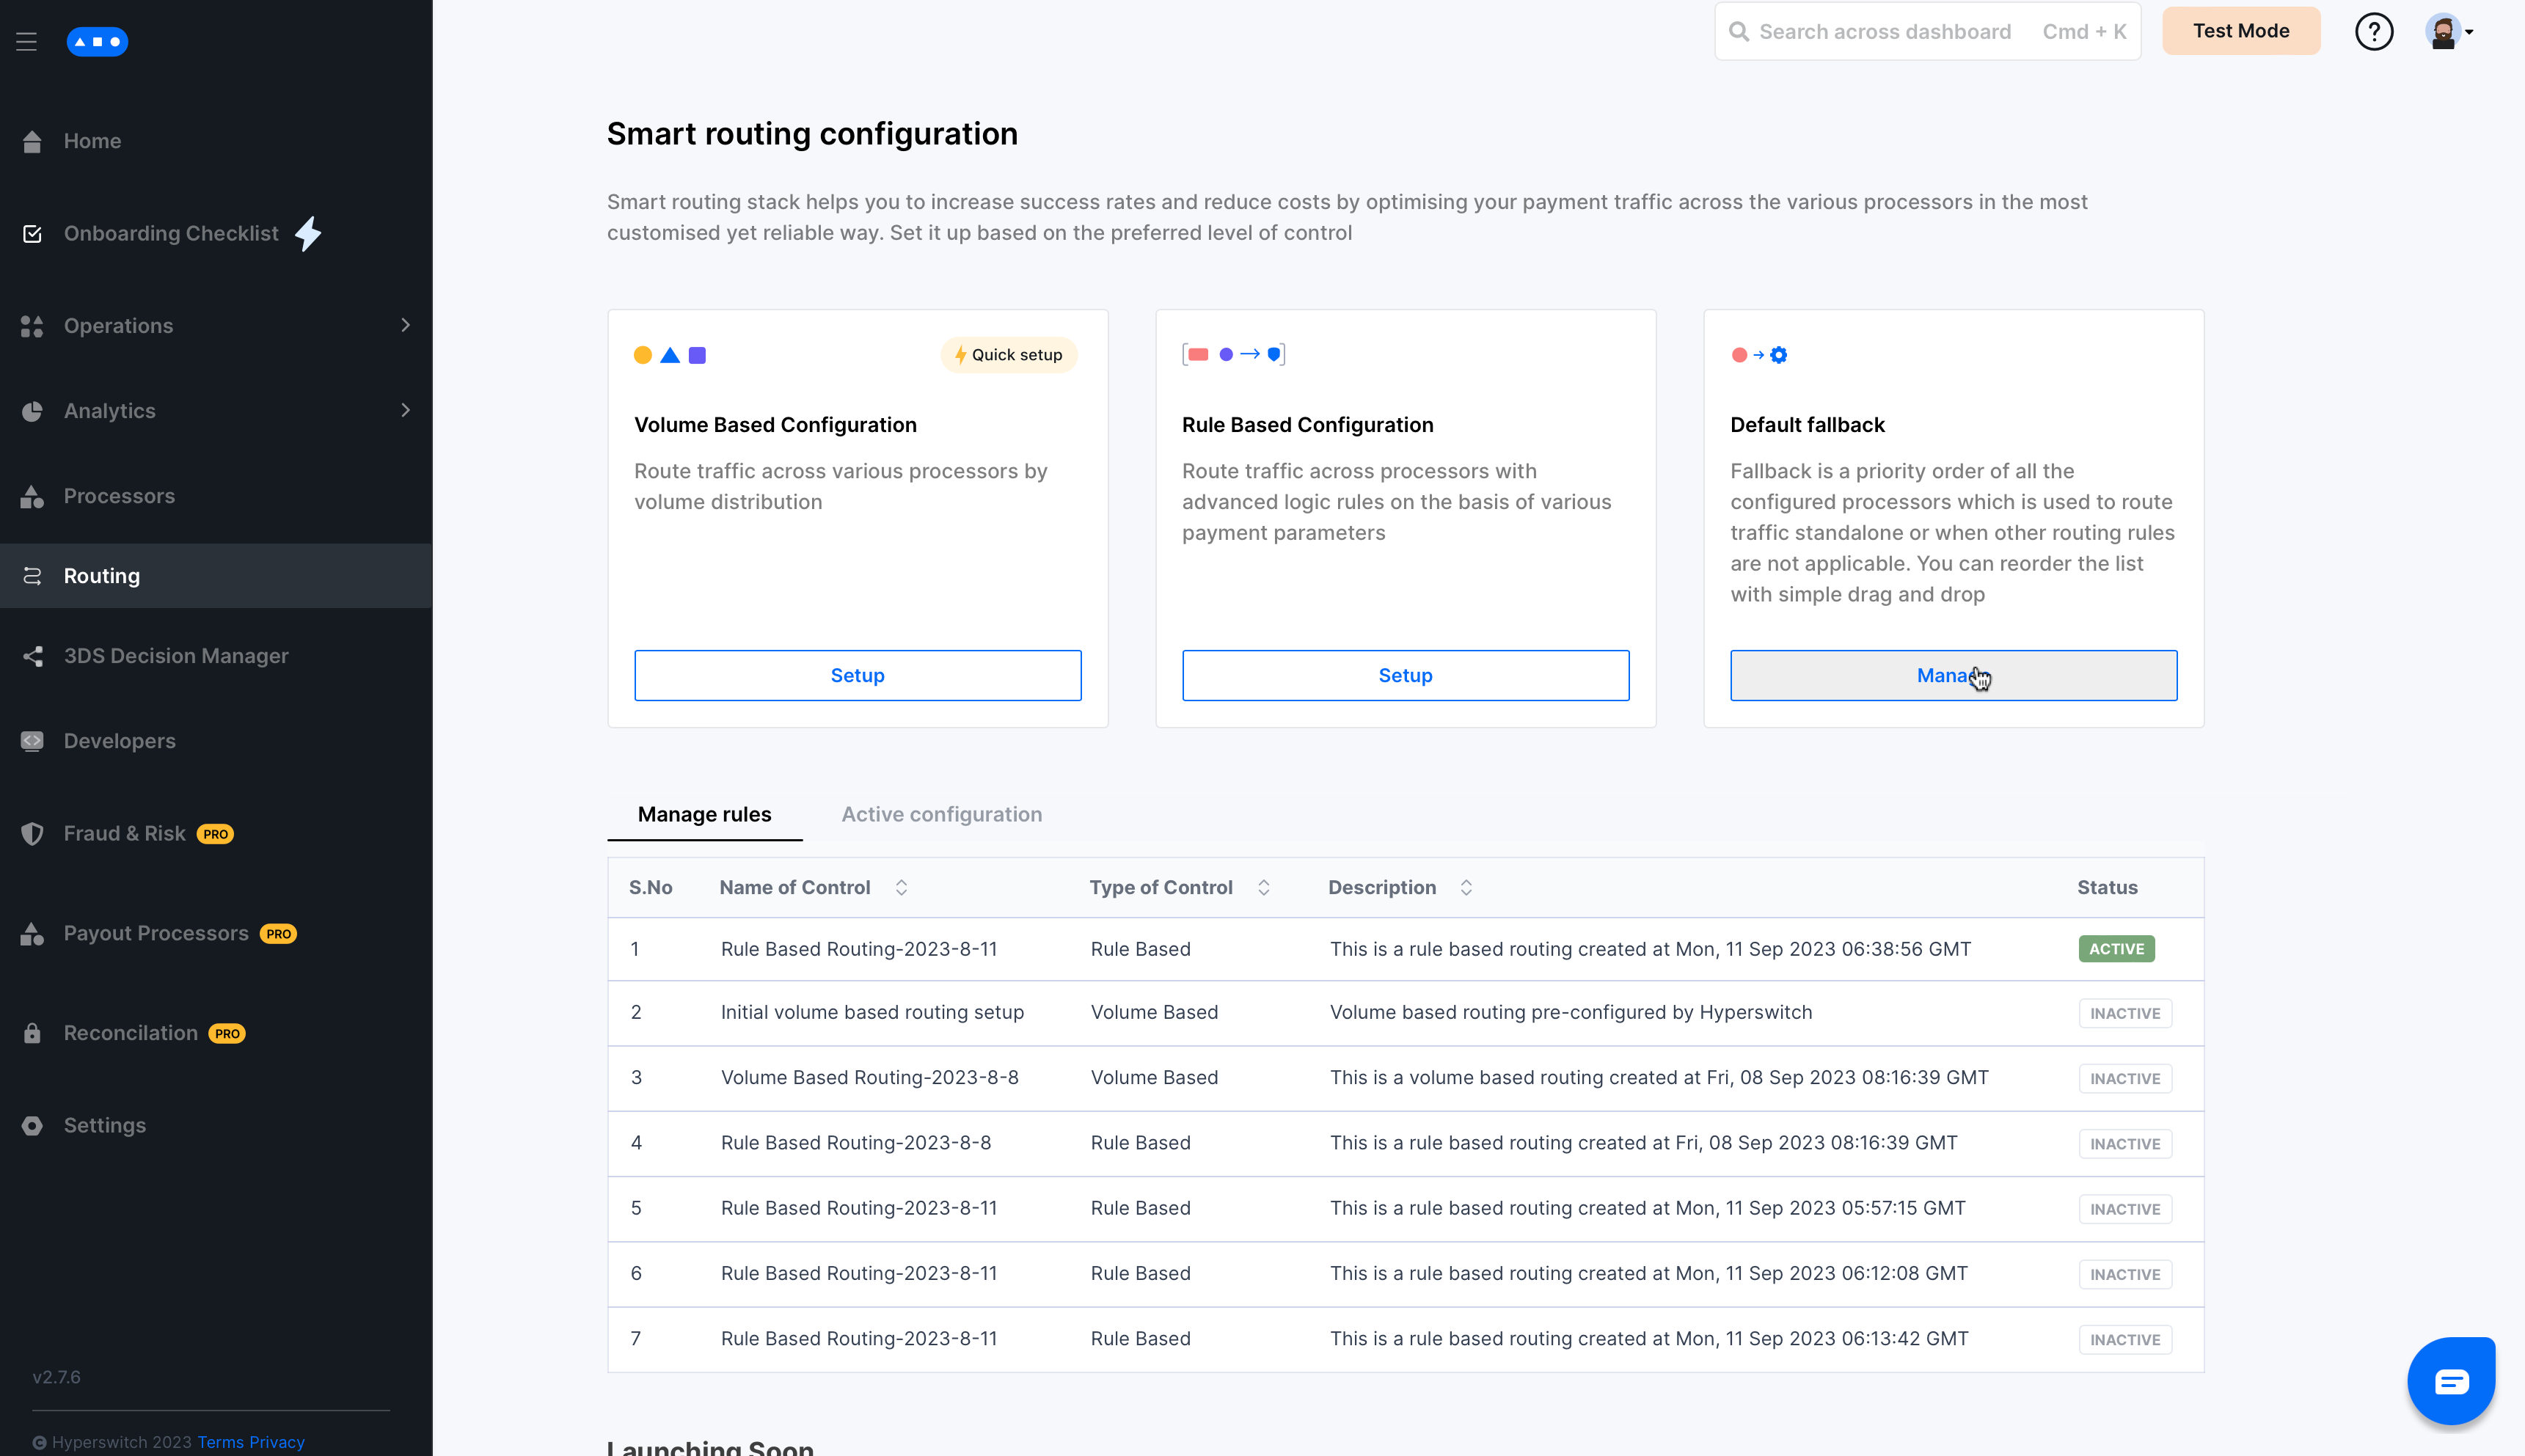 Search across dashboard Cmd + K
Test Mode
Home
Onboarding Checklist
Operations
Analytics
Processors
Routing
3DS Decision Manager
Developers
Fraud & Risk PRO
Payout Processors PRO
Reconcilation PRO
Settings
v2.7.6
Hyperswitch 2023 Terms Privacy
Smart routing configuration
Smart routing stack helps you to increase success rates and reduce costs by optimising your payment traffic across the various processors in the most
customised yet reliable way. Set it up based on the preferred level of control
Quick setup
Volume Based Configuration
Route traffic across various processors by
volume distribution
Setup
Rule Based Configuration
Route traffic across processors with
advanced logic rules on the basis of various
payment parameters
Setup
Default fallback
Fallback is a priority order of all the
configured processors which is used to route
traffic standalone or when other routing rules
are not applicable. You can reorder the list
with simple drag and drop
Manage
Manage rules
Active configuration
S.No Name of Control Type of Control Description Status
1 Rule Based Routing-2023-8-11 Rule Based This is a rule based routing created at Mon, 11 Sep 2023 06:38:56 GMT ACTIVE
2 Initial volume based routing setup Volume Based Volume based routing pre-configured by Hyperswitch INACTIVE
3 Volume Based Routing-2023-8-8 Volume Based This is a volume based routing created at Fri, 08 Sep 2023 08:16:39 GMT INACTIVE
4 Rule Based Routing-2023-8-8 Rule Based This is a rule based routing created at Fri, 08 Sep 2023 08:16:39 GMT INACTIVE
5 Rule Based Routing-2023-8-11 Rule Based This is a rule based routing created at Mon, 11 Sep 2023 05:57:15 GMT INACTIVE
6 Rule Based Routing-2023-8-11 Rule Based This is a rule based routing created at Mon, 11 Sep 2023 06:12:08 GMT INACTIVE
7 Rule Based Routing-2023-8-11 Rule Based This is a rule based routing created at Mon, 11 Sep 2023 06:13:42 GMT INACTIVE
Launching Soon